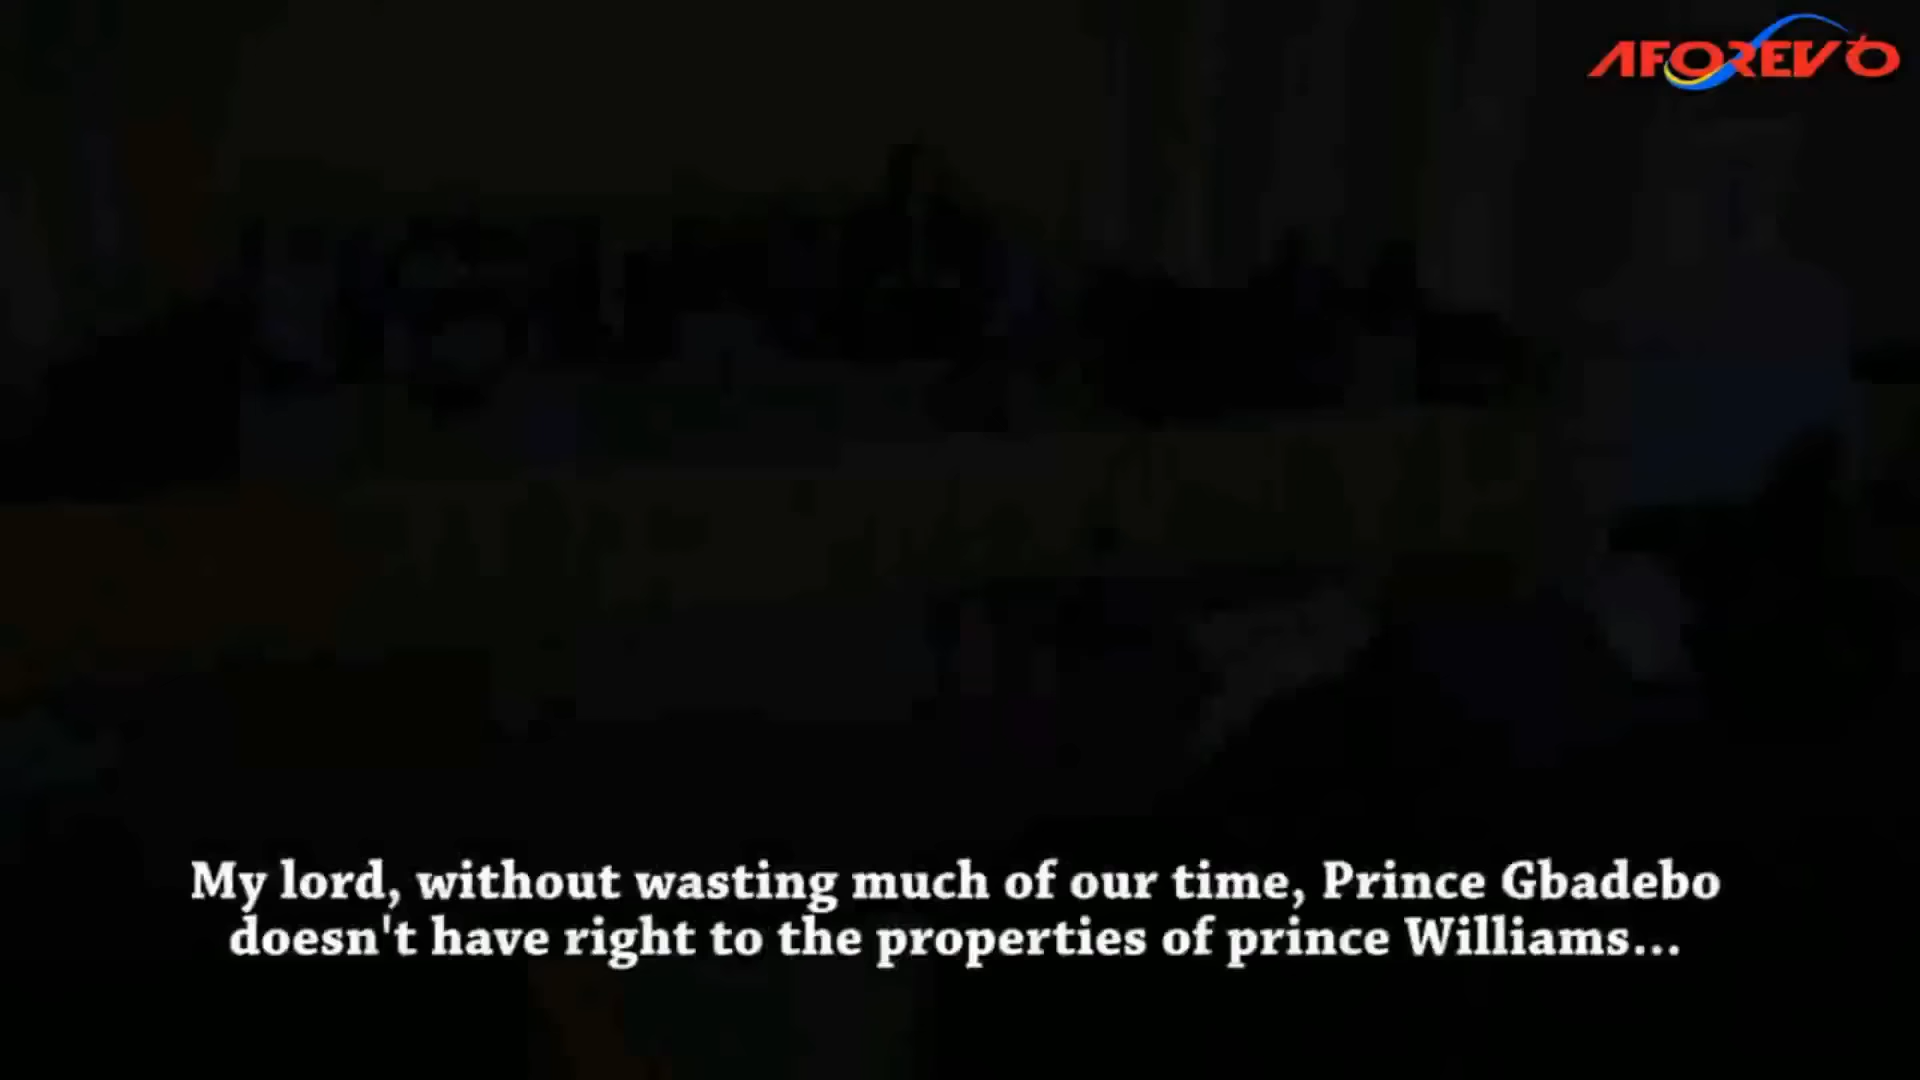 AFOREVO
My lord, without wasting much of our time, Prince Gbadebo
doesn't have right to the properties of prince Williams...